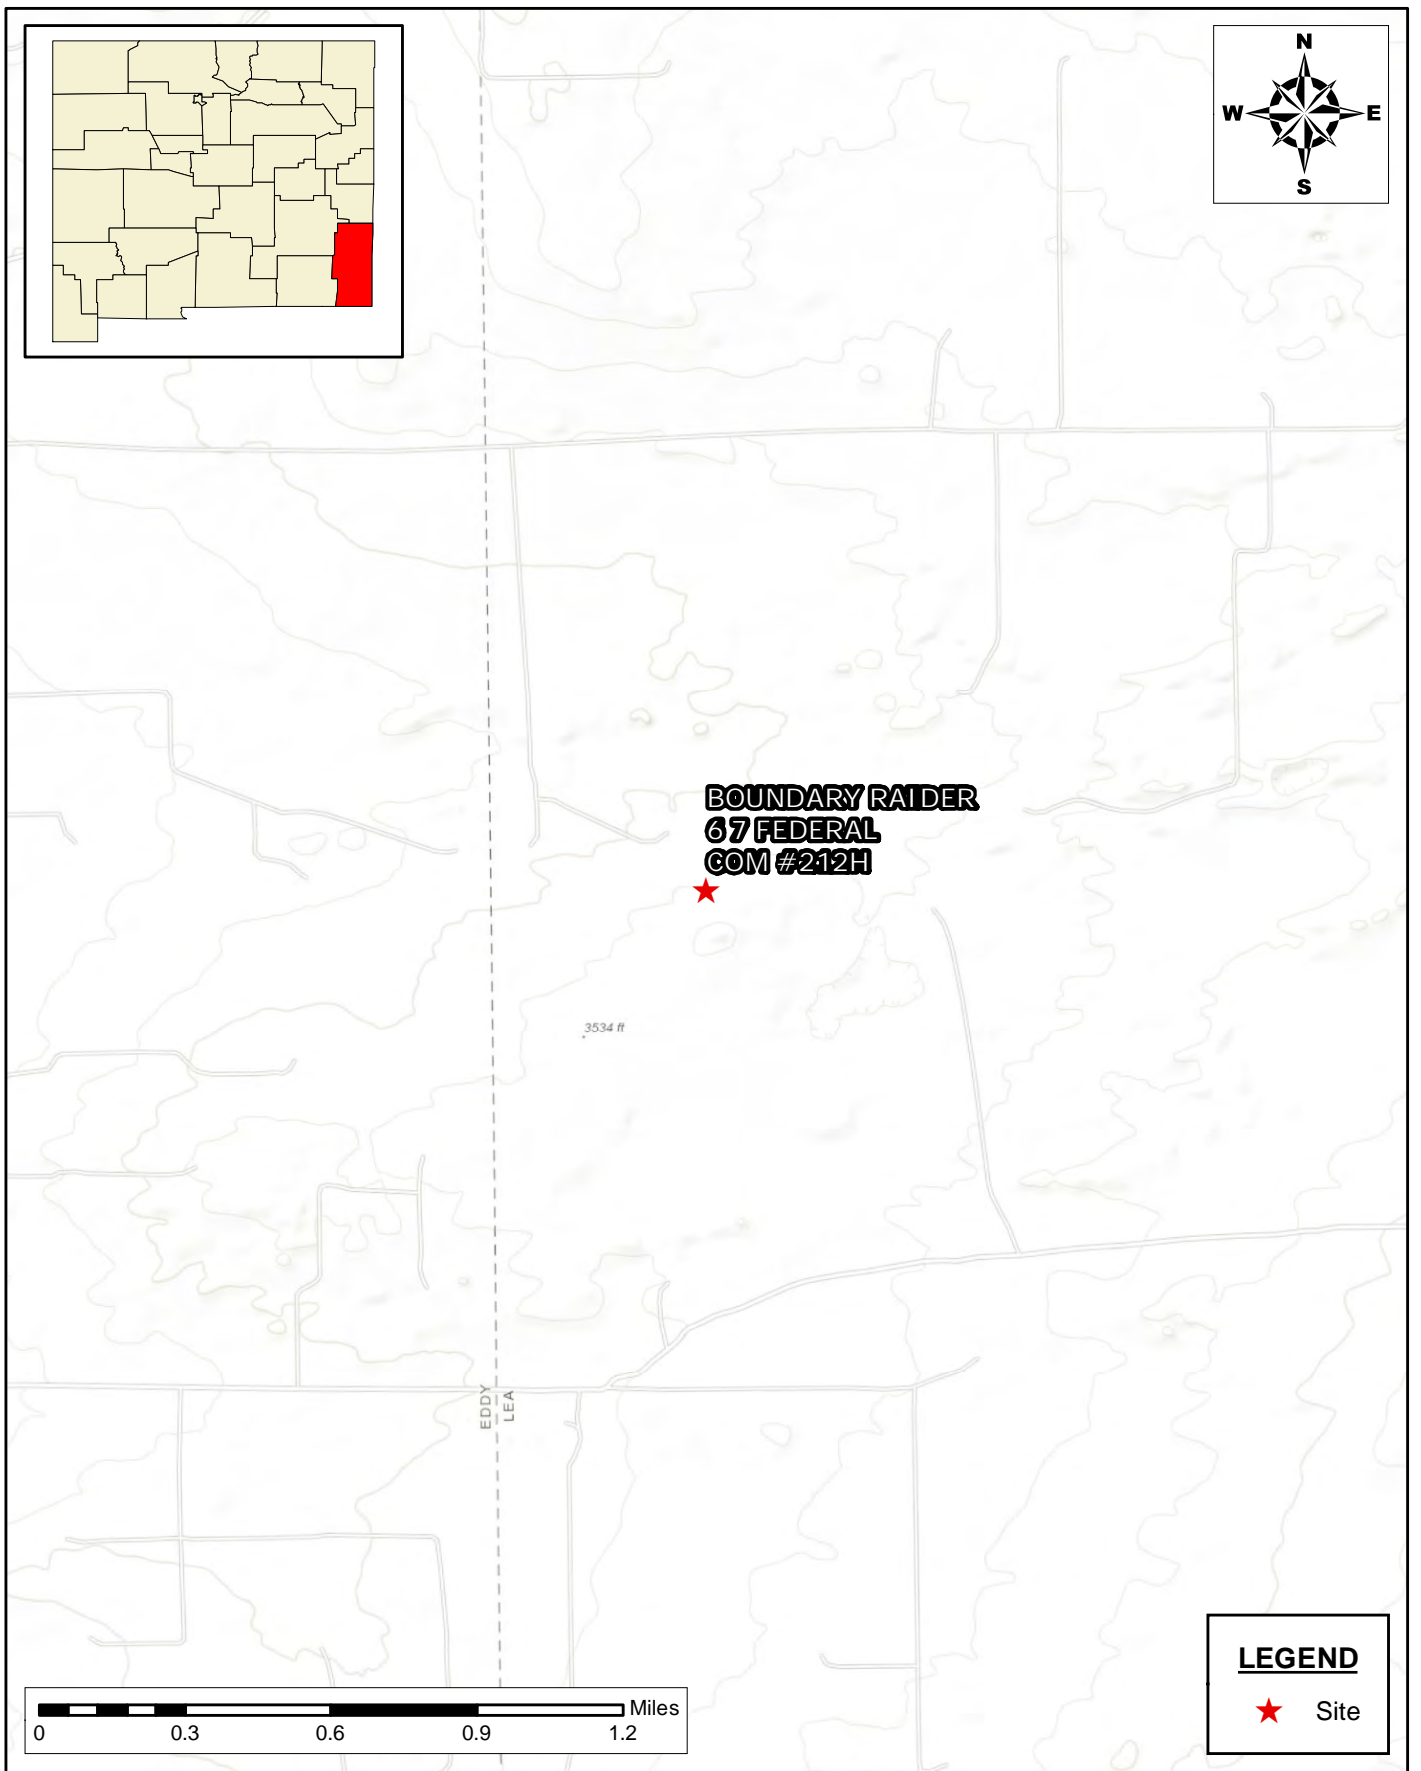 N
W E
S
BOUNDARY RAIDER
6 7 FEDERAL
COM #212H
3534 ft
EDDY
LEA
LEGEND
Site
Miles
0 0.3 0.6 0.9 1.2